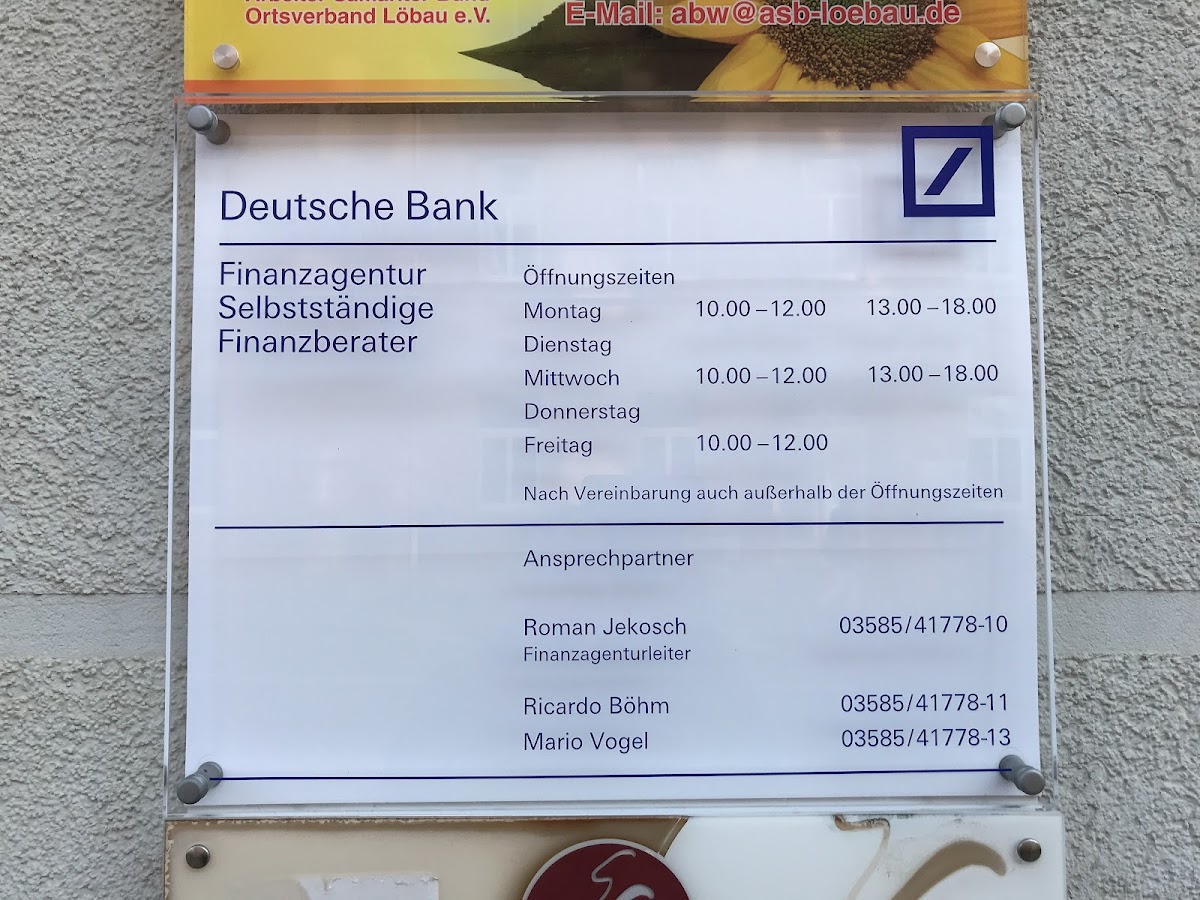 Arbeiter-Samariter-Bund
Ortsverband Löbau e.V.
E-Mail: abw@asb-loebau.de
Deutsche Bank
Finanzagentur
Selbstständige
Finanzberater
Öffnungszeiten
Montag 10.00–12.00 13.00–18.00
Dienstag
Mittwoch 10.00–12.00 13.00–18.00
Donnerstag
Freitag 10.00–12.00
Nach Vereinbarung auch außerhalb der Öffnungszeiten
Ansprechpartner
Roman Jekosch 03585/41778-10
Finanzagenturleiter
Ricardo Böhm 03585/41778-11
Mario Vogel 03585/41778-13